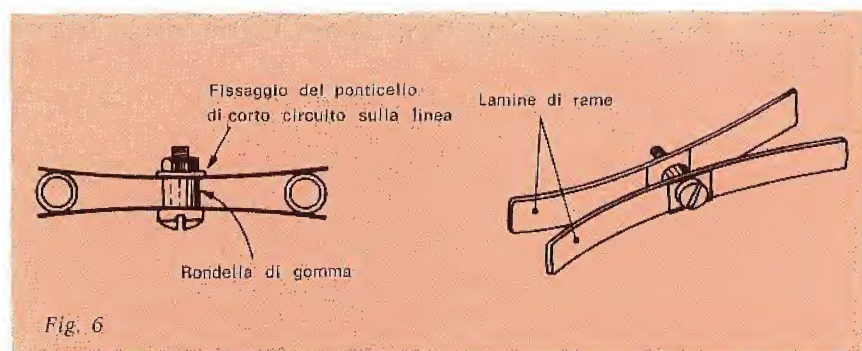 Fissaggio del ponticello
di corto circuito sulla linea
Lamine di rame
Rondella di gomma
Fig. 6